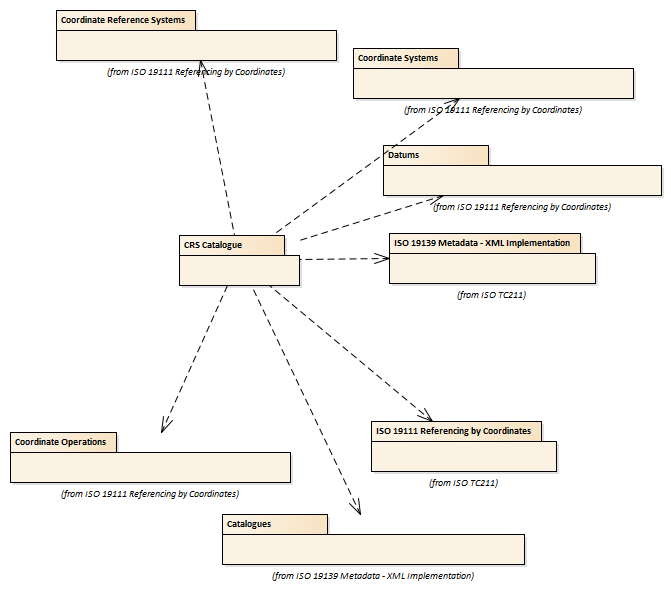 Coordinate Reference Systems
(from ISO 19111 Referencing by Coordinates)
Coordinate Systems
(from ISO 19111 Referencing by Coordinates)
Datums
(from ISO 19111 Referencing by Coordinates)
CRS Catalogue
ISO 19139 Metadata - XML Implementation
(from ISO TC211)
ISO 19111 Referencing by Coordinates
(from ISO TC211)
Coordinate Operations
(from ISO 19111 Referencing by Coordinates)
Catalogues
(from ISO 19139 Metadata - XML Implementation)